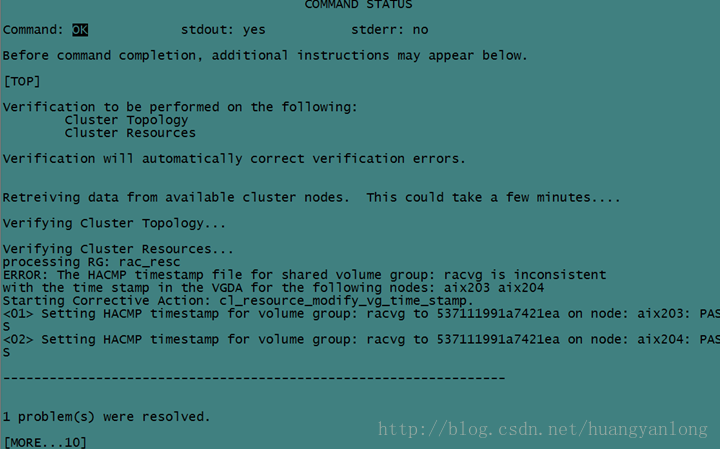 COMMAND STATUS
Command: OK            stdout: yes           stderr: no
Before command completion, additional instructions may appear below.
[TOP]
Verification to be performed on the following:
        Cluster Topology
        Cluster Resources
Verification will automatically correct verification errors.
Retreiving data from available cluster nodes.  This could take a few minutes....
Verifying Cluster Topology...
Verifying Cluster Resources...
processing RG: rac_resc
ERROR: The HACMP timestamp file for shared volume group: racvg is inconsistent
with the time stamp in the VGDA for the following nodes: aix203 aix204
Starting Corrective Action: cl_resource_modify_vg_time_stamp.
<01> Setting HACMP timestamp for volume group: racvg to 537111991a7421ea on node: aix203: PAS
S
<02> Setting HACMP timestamp for volume group: racvg to 537111991a7421ea on node: aix204: PAS
S
-----------------------------------------------------------------
1 problem(s) were resolved.
http://blog.csdn.net/huangyanlong
[MORE...10]